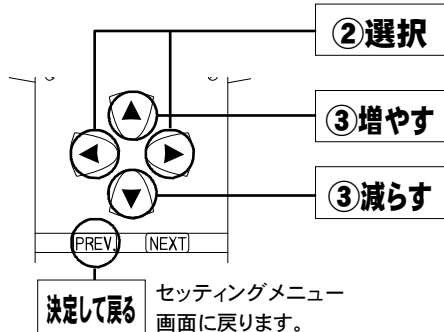 ②選択
③増やす
③減らす
PREV.
NEXT
決定して戻る
セッティングメニュー
画面に戻ります。